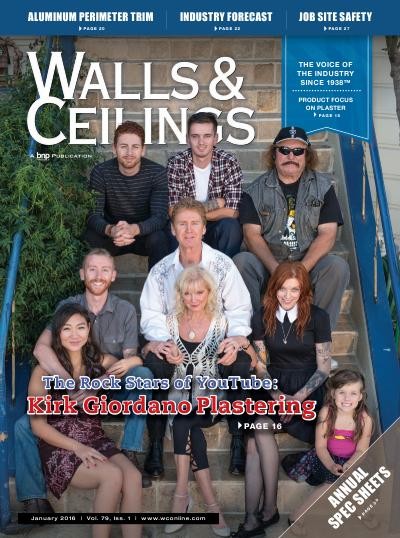 ALUMINUM PERIMETER TRIM
PAGE 20
INDUSTRY FORECAST
PAGE 22
JOB SITE SAFETY
PAGE 27
WALLS &
CEILINGS
A bnp PUBLICATION
THE VOICE OF
THE INDUSTRY
SINCE 1938™
PRODUCT FOCUS
ON PLASTER
PAGE 15
The Rock Stars of YouTube:
Kirk Giordano Plastering
PAGE 16
ANNUAL
SPEC SHEETS
January 2016 | Vol. 79, Iss. 1 | www.wconline.com